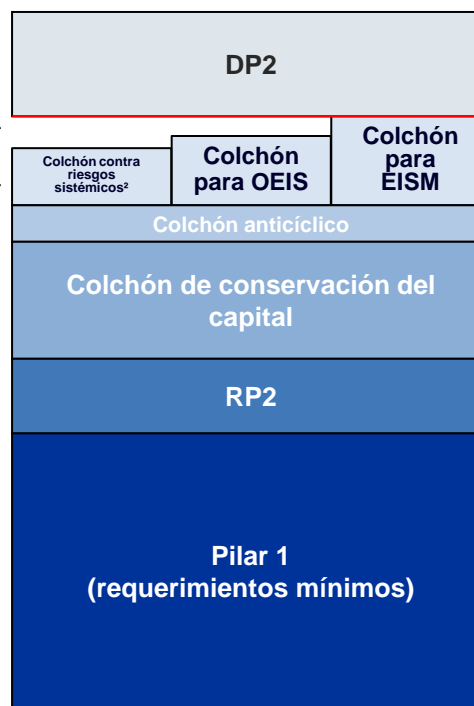 DP2
Colchón contra
riesgos
sistémicos²
Colchón
para OEIS
Colchón
para
EISM
Colchón anticíclico
Colchón de conservación del
capital
RP2
Pilar 1
(requerimientos mínimos)